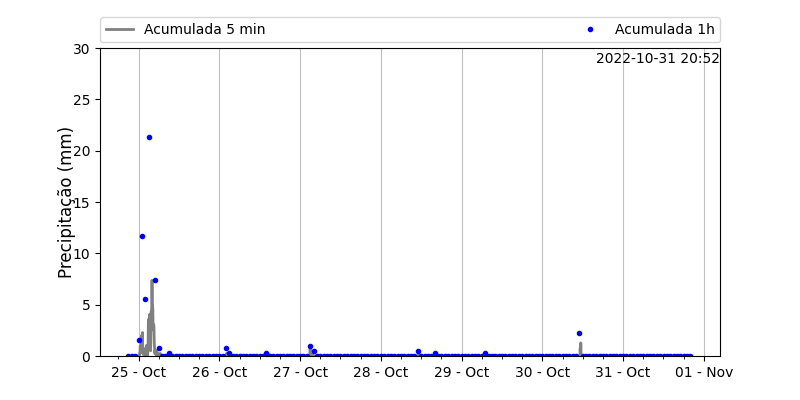 Acumulada 5 min
Acumulada 1h
2022-10-31 20:52
Precipitação (mm)
30
25
20
15
10
5
0
25 - Oct
26 - Oct
27 - Oct
28 - Oct
29 - Oct
30 - Oct
31 - Oct
01 - Nov